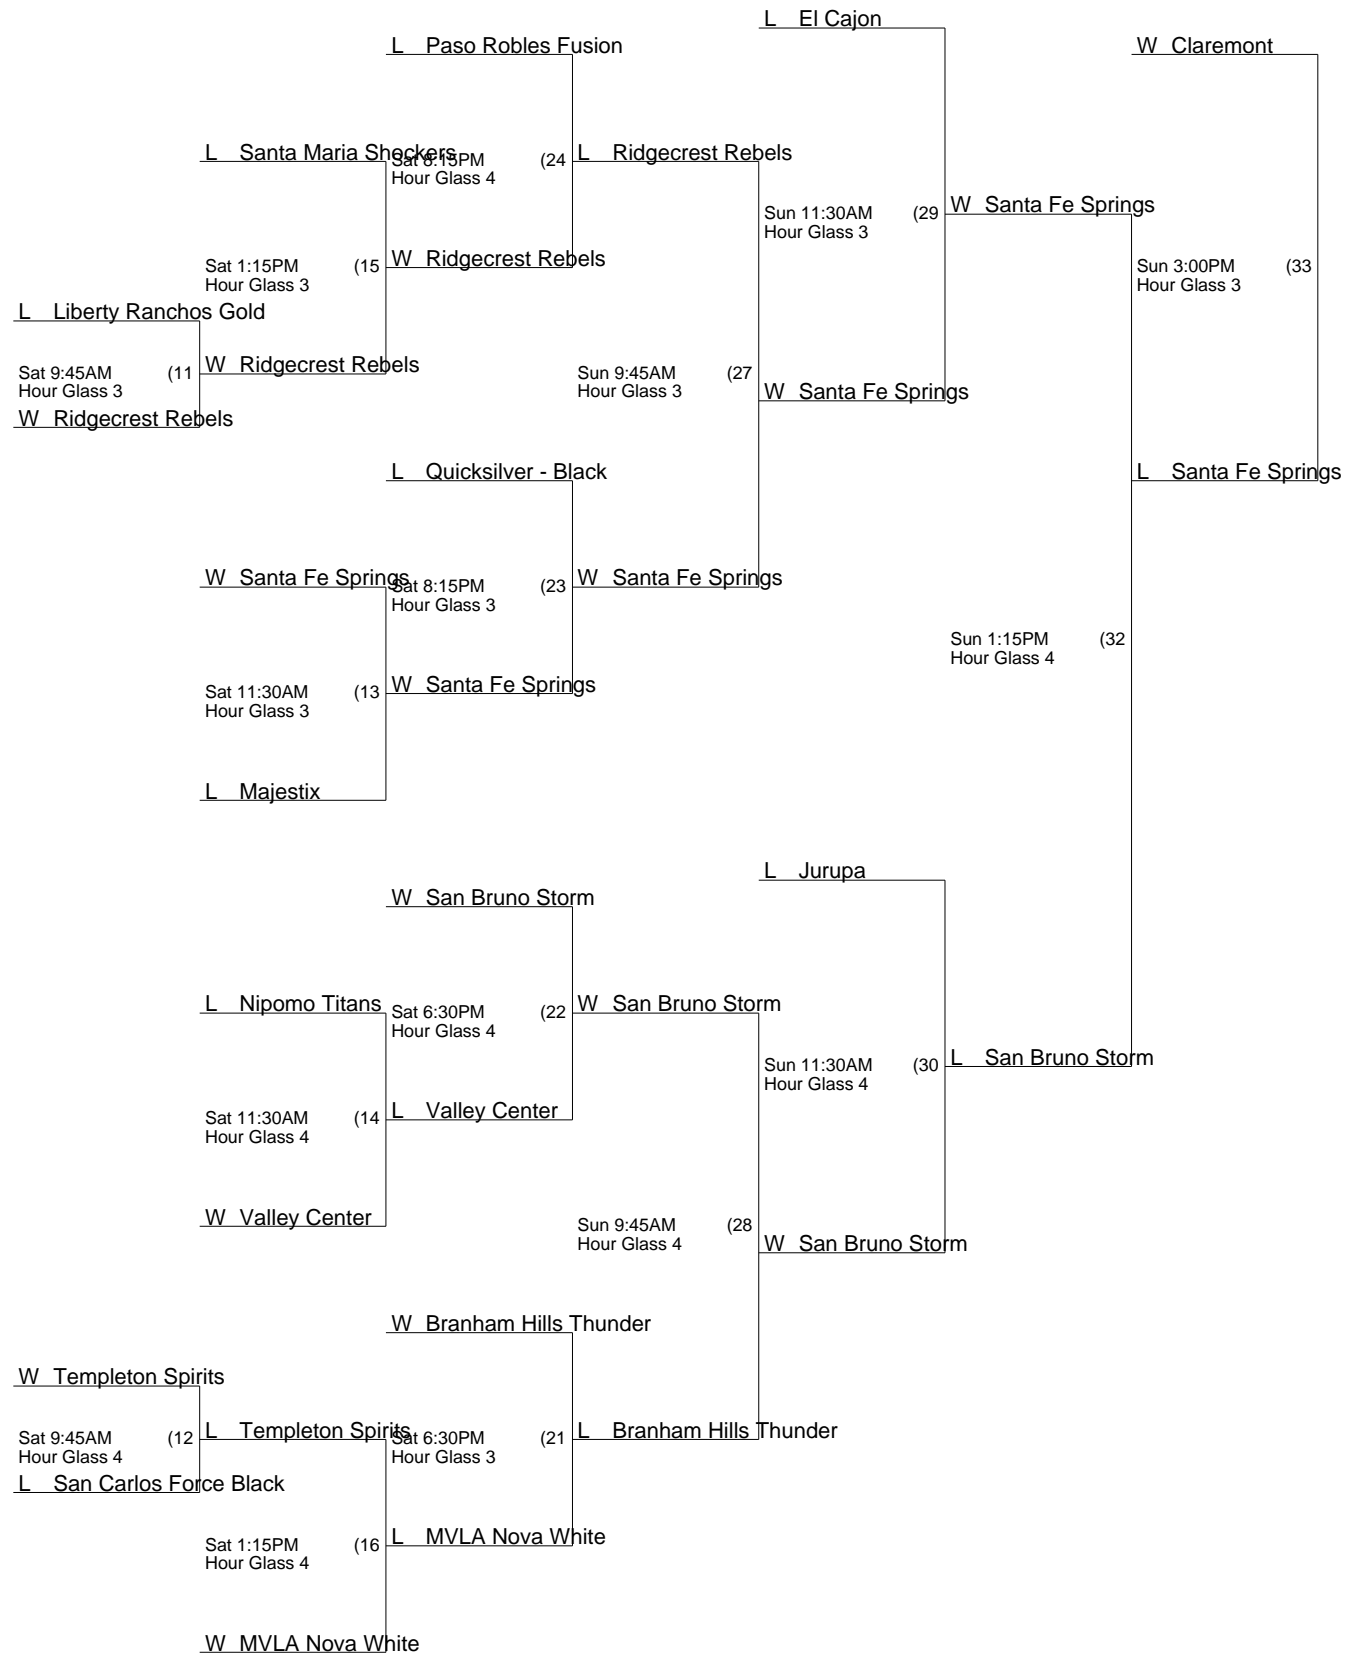 L El Cajon
L Paso Robles Fusion
W Claremont
L Santa Maria Shockers
Sat 8:15PM (24
Hour Glass 4
L Ridgecrest Rebels
Sun 11:30AM (29
Hour Glass 3
W Santa Fe Springs
W Ridgecrest Rebels
Sat 1:15PM (15
Hour Glass 3
Sun 3:00PM (33
Hour Glass 3
L Liberty Ranchos Gold
Sat 9:45AM (11
Hour Glass 3
W Ridgecrest Rebels
Sun 9:45AM (27
Hour Glass 3
W Santa Fe Springs
W Ridgecrest Rebels
L Quicksilver - Black
L Santa Fe Springs
W Santa Fe Springs
Sat 8:15PM (23
Hour Glass 3
W Santa Fe Springs
Sun 1:15PM (32
Hour Glass 4
Sat 11:30AM (13
Hour Glass 3
W Santa Fe Springs
L Majestix
L Jurupa
W San Bruno Storm
L Nipomo Titans
Sat 6:30PM (22
Hour Glass 4
W San Bruno Storm
Sun 11:30AM (30
Hour Glass 4
L San Bruno Storm
Sat 11:30AM (14
Hour Glass 4
L Valley Center
W Valley Center
Sun 9:45AM (28
Hour Glass 4
W San Bruno Storm
W Branham Hills Thunder
W Templeton Spirits
Sat 9:45AM (12
Hour Glass 4
L Templeton Spirits
Sat 6:30PM (21
Hour Glass 3
L Branham Hills Thunder
L San Carlos Force Black
Sat 1:15PM (16
Hour Glass 4
L MVLA Nova White
W MVLA Nova White